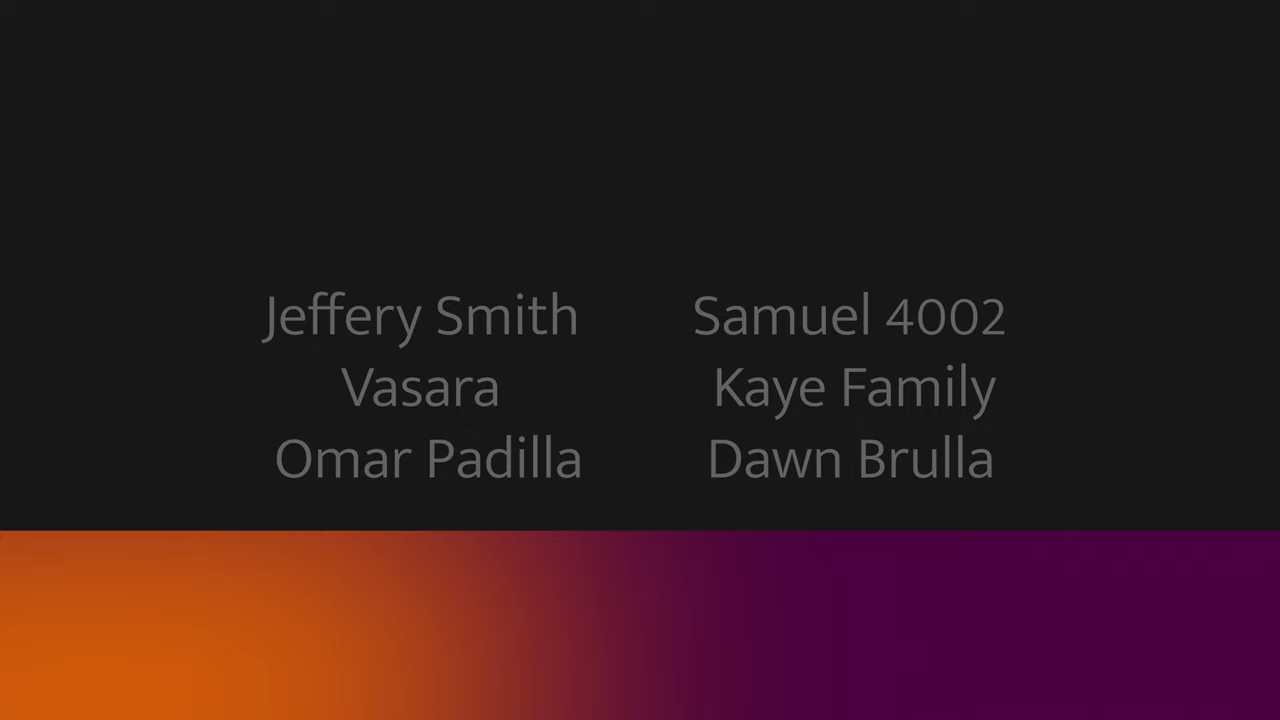 Jeffery Smith Samuel 4002
Vasara Kaye Family
Omar Padilla Dawn Brulla